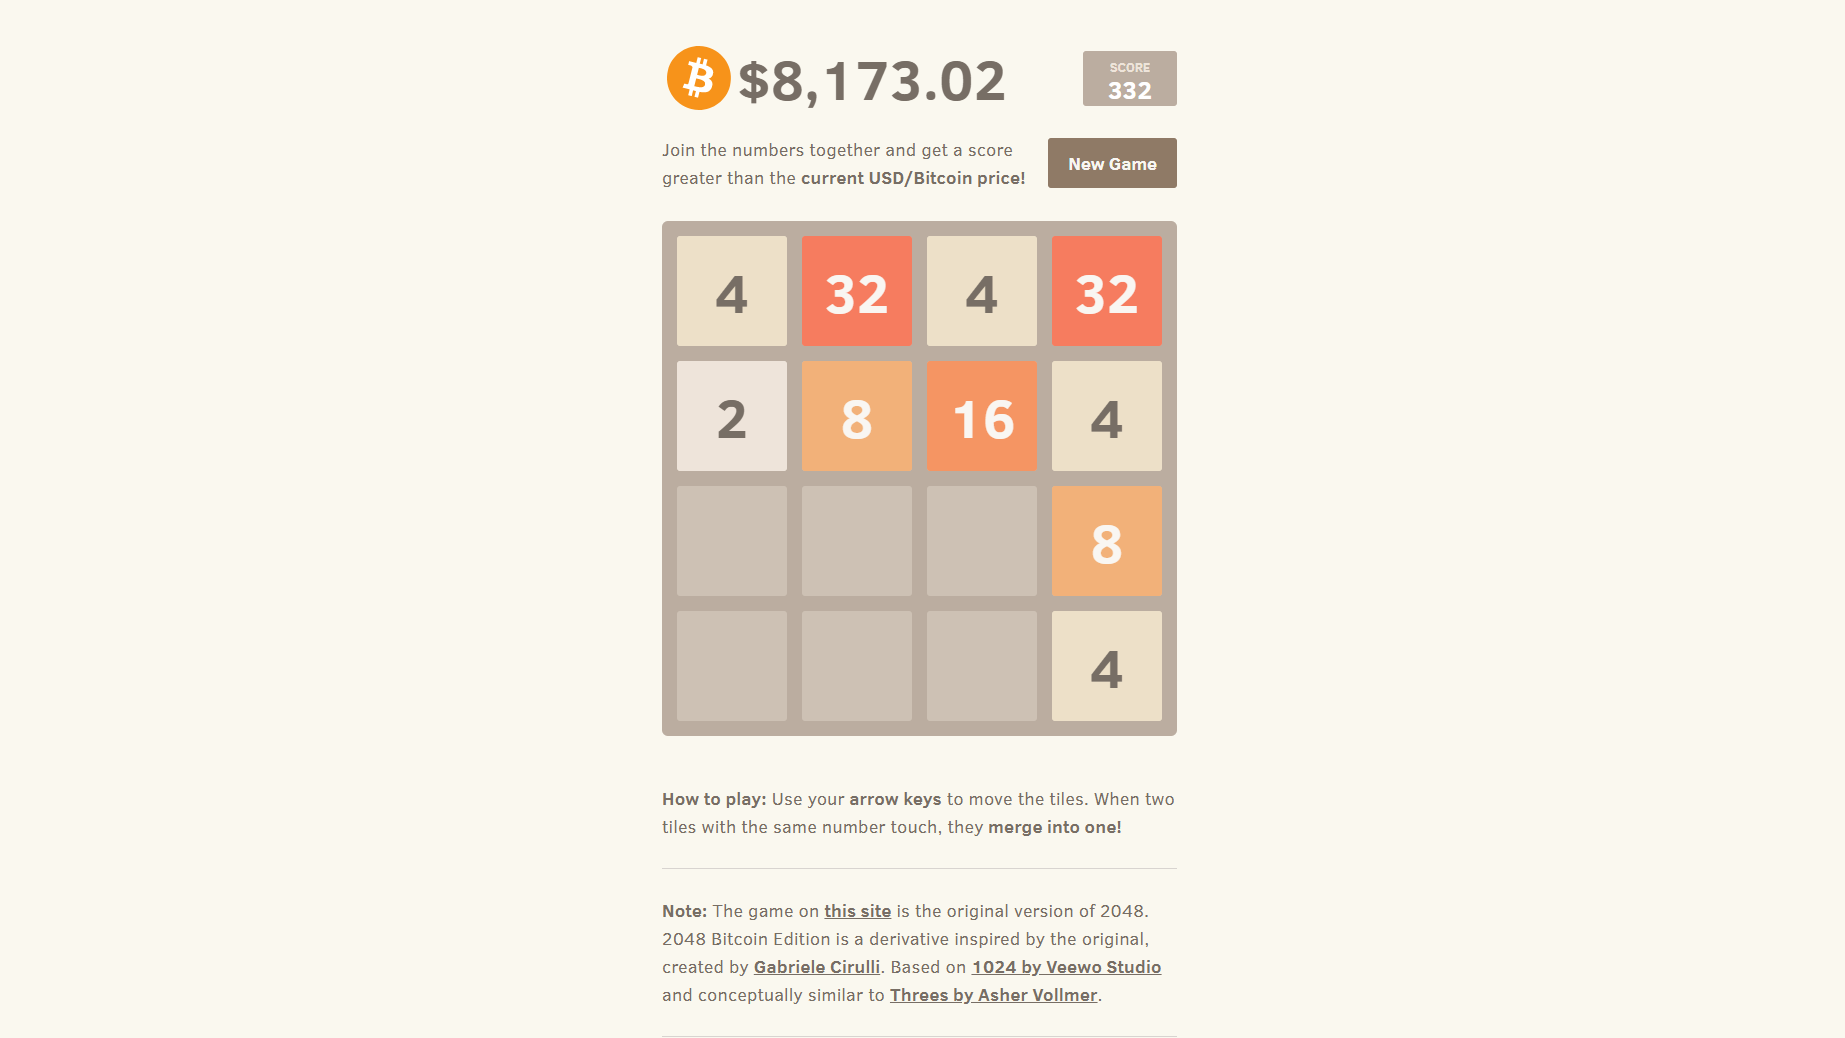 $8,173.02
SCORE
332
Join the numbers together and get a score
greater than the current USD/Bitcoin price!
New Game
4 32 4 32
2 8 16 4
8
4
How to play: Use your arrow keys to move the tiles. When two
tiles with the same number touch, they merge into one!
Note: The game on this site is the original version of 2048.
2048 Bitcoin Edition is a derivative inspired by the original,
created by Gabriele Cirulli. Based on 1024 by Veewo Studio
and conceptually similar to Threes by Asher Vollmer.